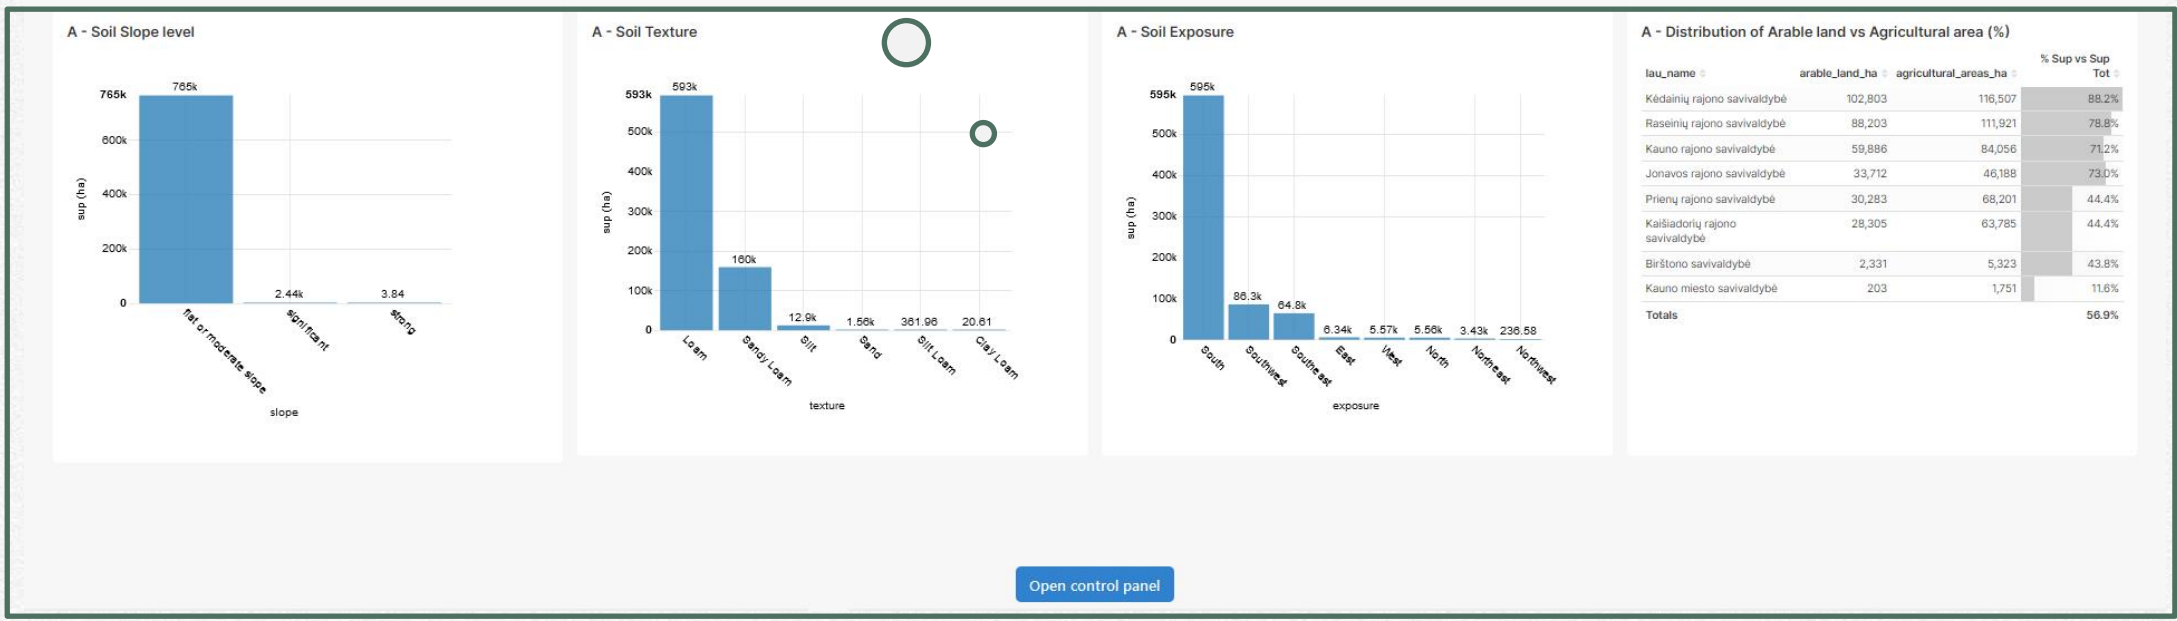 A - Soil Slope level
765k
765k
600k
400k
200k
0
2.44k
3.84
sup (ha)
flat or moderate slope
significant
strong
slope
A - Soil Texture
593k
593k
500k
400k
300k
200k
100k
0
160k
12.9k
1.56k
361.96
20.61
sup (ha)
Loam
Sandy Loam
Silt
Sand
Silt Loam
Clay Loam
texture
A - Soil Exposure
595k
595k
500k
400k
300k
200k
100k
0
86.3k
64.8k
6.34k
5.57k
5.56k
3.43k
236.58
sup (ha)
South
Southwest
Southeast
East
West
North
Northeast
Northwest
exposure
A - Distribution of Arable land vs Agricultural area (%)
lau_name arable_land_ha agricultural_areas_ha % Sup vs Sup
Tot
Kėdainių rajono savivaldybė 102,803 116,507 88.2%
Raseinių rajono savivaldybė 88,203 111,921 78.8%
Kauno rajono savivaldybė 59,886 84,056 71.2%
Jonavos rajono savivaldybė 33,712 46,188 73.0%
Prienų rajono savivaldybė 30,283 68,201 44.4%
Kaišiadorių rajono 28,305 63,785 44.4%
savivaldybė
Birštono savivaldybė 2,331 5,323 43.8%
Kauno miesto savivaldybė 203 1,751 11.6%
Totals 56.9%
Open control panel